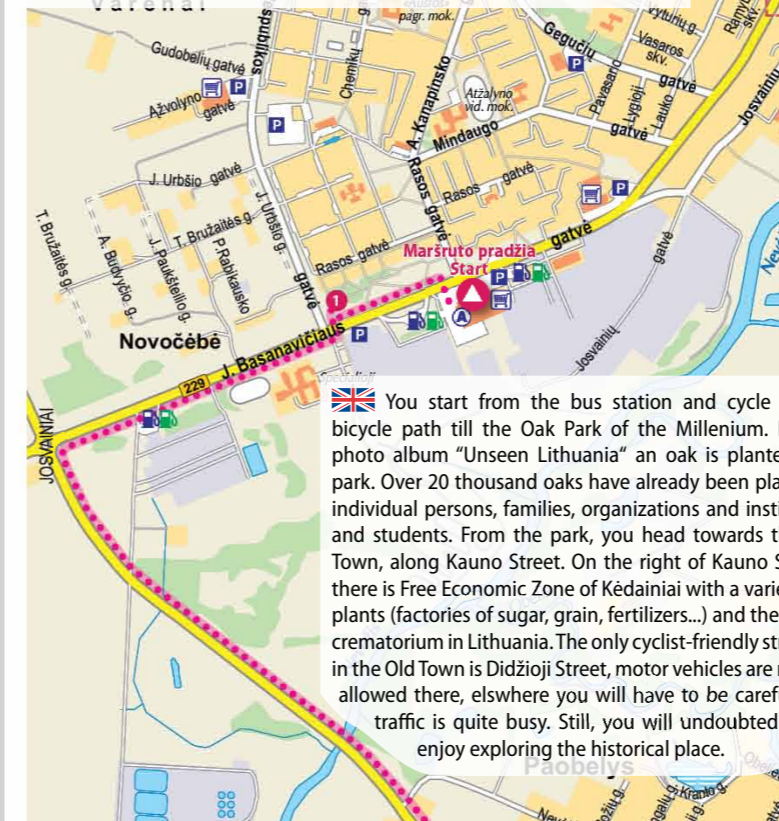 pagr. mok.
Gudobelių gatvė
P
Ažvolyno
gatvė
P
sąjungos
Chemikų
A. Kanapinsko
Atžalyno
vid. mok.
Gegučių
gatvė
P
Vyturių g.
Vasaros
skv.
Pavasario
Lygioji
Lauko
gatvė
Josvainių
Mindaugo
Rasos gatvė
Rasos gatvė
P
J. Urbšio gatvė
J. Urbšio g.
gatvė
T. Bružaitės g.
T. Bružaitės g.
A. Budvyčio g.
J. Paukštelio g.
P. Rabikausko
Rasos gatvė
Maršruto pradžia
Start
gatvė
P
A
1
P
gatvė
Josvainių
Novočėbė
J. Basanavičiaus
229
JOSVAINIAI
Specialioji
You start from the bus station and cycle
bicycle path till the Oak Park of the Millenium.
photo album “Unseen Lithuania“ an oak is plante
park. Over 20 thousand oaks have already been pla
individual persons, families, organizations and insti
and students. From the park, you head towards t
Town, along Kauno Street. On the right of Kauno S
there is Free Economic Zone of Kėdainiai with a varie
plants (factories of sugar, grain, fertilizers...) and the
crematorium in Lithuania. The only cyclist-friendly str
in the Old Town is Didžioji Street, motor vehicles are
allowed there, elswhere you will have to be caref
traffic is quite busy. Still, you will undoubted
enjoy exploring the historical place.
Paobelys
Kranto g.